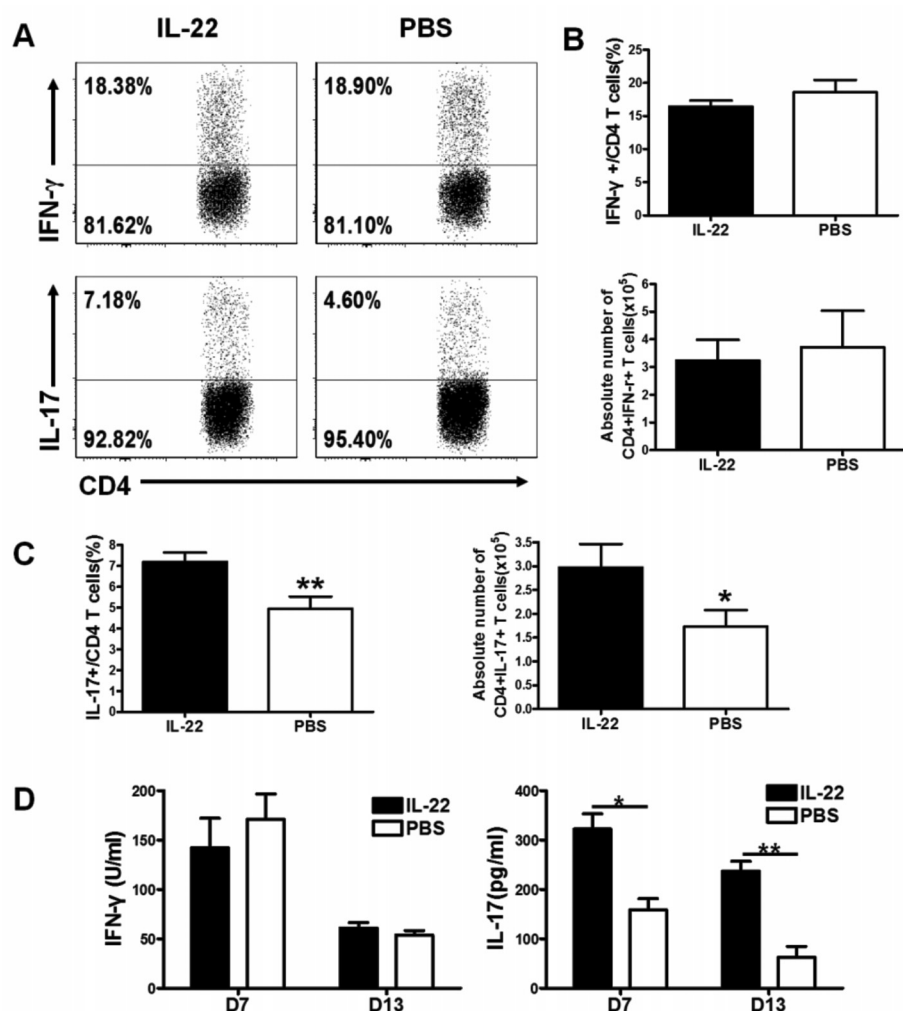 A
IL-22
PBS
IFN-γ
18.38%
81.62%
18.90%
81.10%
IL-17
7.18%
92.82%
4.60%
95.40%
CD4
B
IFN-γ +/CD4 T cells(%)
25
20
15
10
5
0
IL-22
PBS
Absolute number of
CD4+IFN-r+ T cells(x10⁵)
6
5
4
3
2
1
0
IL-22
PBS
C
IL-17+/CD4 T cells(%)
8
7
6
5
4
3
2
1
0
**
IL-22
PBS
Absolute number of
CD4+IL-17+ T cells(x10⁵)
3.5
3.0
2.5
2.0
1.5
1.0
0.5
0.0
*
IL-22
PBS
D
IFN-γ (U/ml)
200
150
100
50
0
IL-22
PBS
D7
D13
IL-17(pg/ml)
400
300
200
100
0
*
**
IL-22
PBS
D7
D13